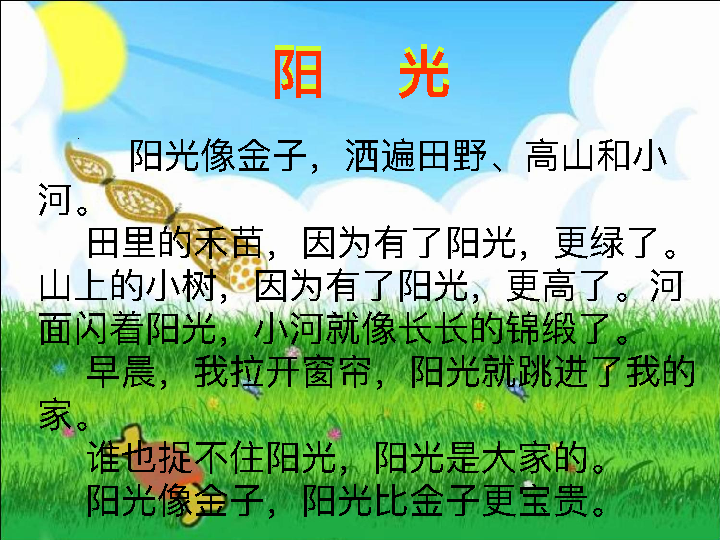 阳 光
阳光像金子，洒遍田野、高山和小
河。
田里的禾苗，因为有了阳光，更绿了。
山上的小树，因为有了阳光，更高了。河
面闪着阳光，小河就像长长的锦缎了。
早晨，我拉开窗帘，阳光就跳进了我的
家。
谁也捉不住阳光，阳光是大家的。
阳光像金子，阳光比金子更宝贵。